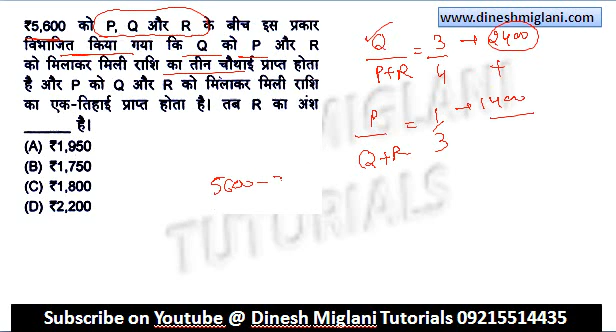 www.dineshmiglani.com
₹5,600 को P, Q और R के बीच इस प्रकार
विभाजित किया गया कि Q को P और R
को मिलाकर मिली राशि का तीन चौथाई प्राप्त होता
है और P को Q और R को मिलाकर मिली राशि
का एक-तिहाई प्राप्त होता है। तब R का अंश
______ है।
(A) ₹1,950
(B) ₹1,750
(C) ₹1,800
(D) ₹2,200
Q/P+R = 3/4 → 2400
+
P/Q+R = 1/3 → 1400
5600 –
MIGLANI
TUTORIALS
Subscribe on Youtube @ Dinesh Miglani Tutorials 09215514435